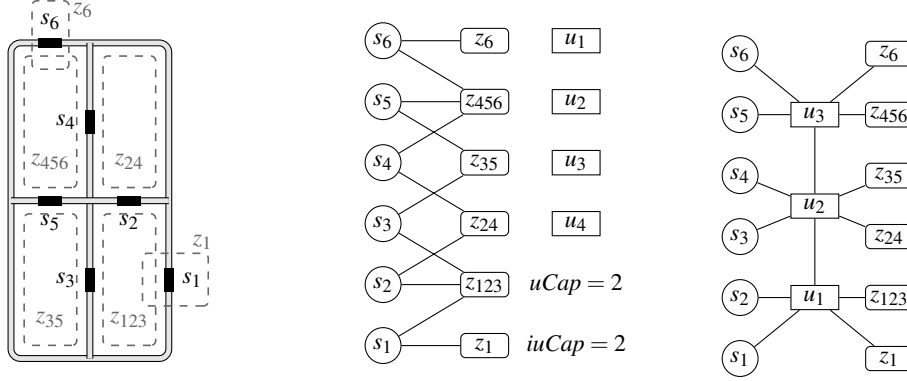 s6 z6
s4
z456 z24
s5 s2
z1
s3 s1
z35 z123
s6 z6 u1
s5 z456 u2
s4 z35 u3
s3 z24 u4
s2 z123 uCap = 2
s1 z1 iuCap = 2
s6 z6
s5 u3 z456
s4 z35
u2
s3 z24
s2 u1 z123
s1 z1